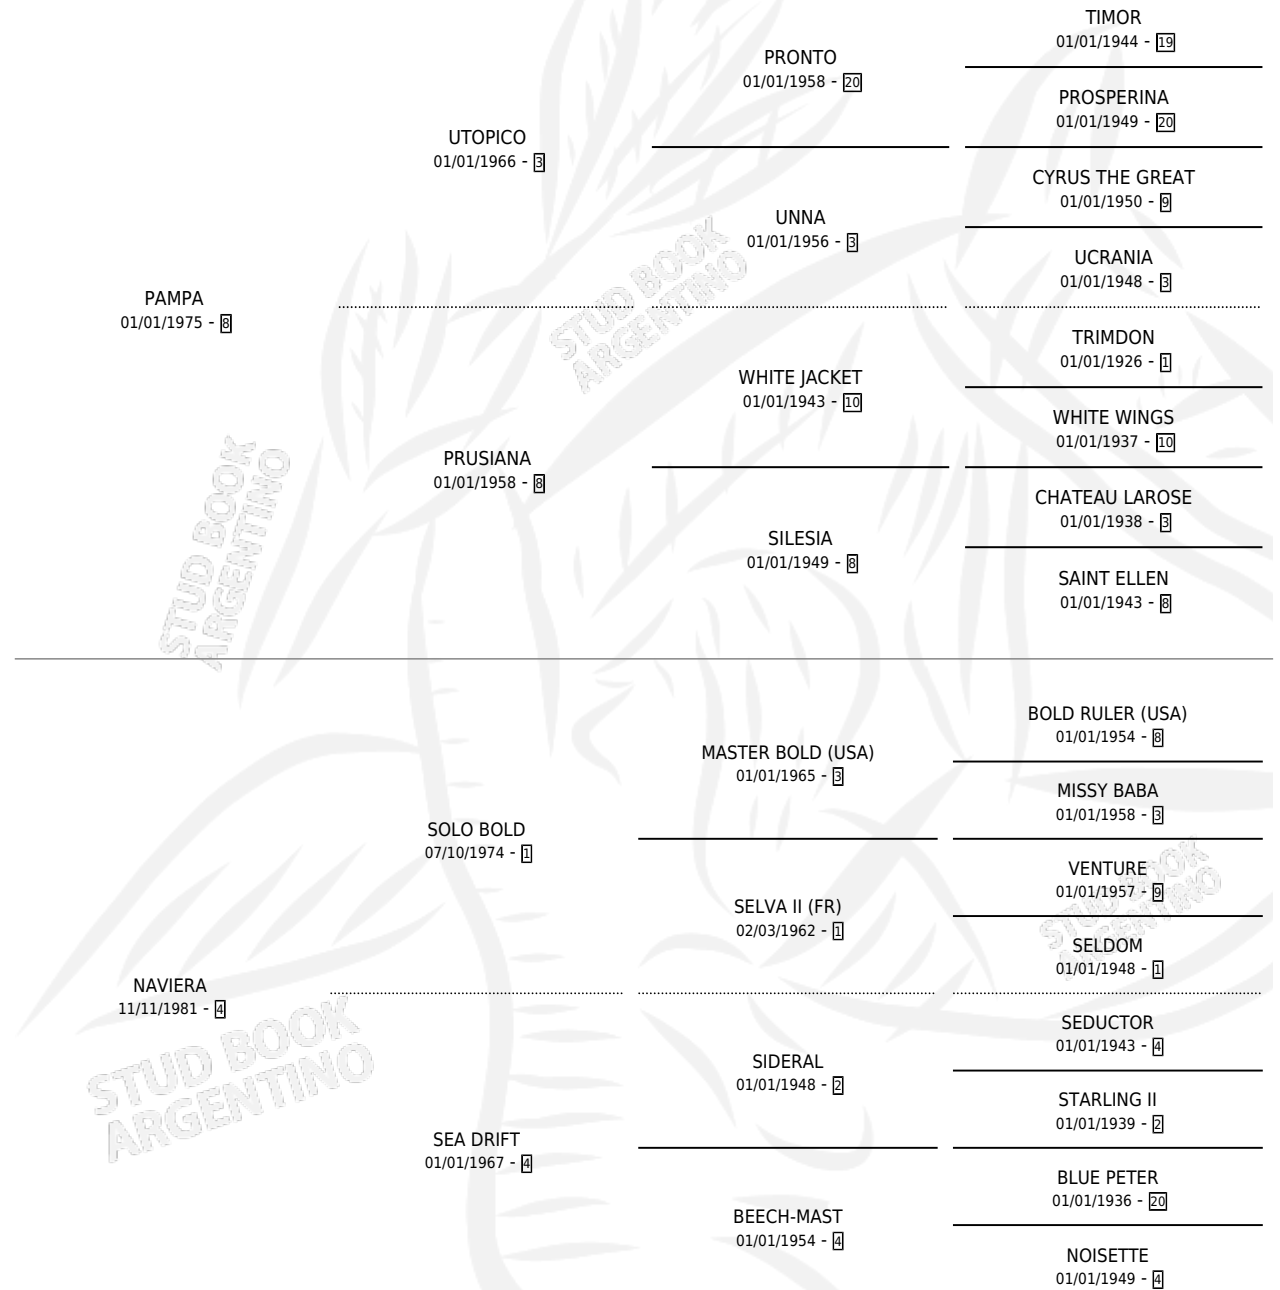 TIMOR
01/01/1944 - 19
PRONTO
01/01/1958 - 20
PROSPERINA
01/01/1949 - 20
UTOPICO
01/01/1966 - 3
CYRUS THE GREAT
01/01/1950 - 9
UNNA
01/01/1956 - 3
UCRANIA
01/01/1948 - 3
PAMPA
01/01/1975 - 8
TRIMDON
01/01/1926 - 1
WHITE JACKET
01/01/1943 - 10
WHITE WINGS
01/01/1937 - 10
PRUSIANA
01/01/1958 - 8
CHATEAU LAROSE
01/01/1938 - 3
SILESIA
01/01/1949 - 8
SAINT ELLEN
01/01/1943 - 8
STUD BOOK
ARGENTINO
STUD BOOK
ARGENTINO
BOLD RULER (USA)
01/01/1954 - 8
MASTER BOLD (USA)
01/01/1965 - 3
MISSY BABA
01/01/1958 - 3
SOLO BOLD
07/10/1974 - 1
VENTURE
01/01/1957 - 9
SELVA II (FR)
02/03/1962 - 1
SELDOM
01/01/1948 - 1
STUD BOOK
ARGENTINO
NAVIERA
11/11/1981 - 4
SEDUCTOR
01/01/1943 - 4
SIDERAL
01/01/1948 - 2
STARLING II
01/01/1939 - 2
SEA DRIFT
01/01/1967 - 4
BLUE PETER
01/01/1936 - 20
BEECH-MAST
01/01/1954 - 4
NOISETTE
01/01/1949 - 4
STUD BOOK
ARGENTINO